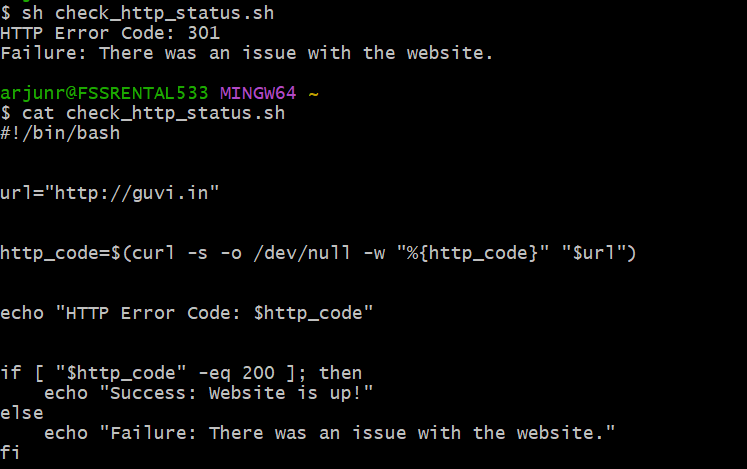 $ sh check_http_status.sh
HTTP Error Code: 301
Failure: There was an issue with the website.
arjunr@FSSRENTAL533 MINGW64 ~
$ cat check_http_status.sh
#!/bin/bash
url="http://guvi.in"
http_code=$(curl -s -o /dev/null -w "%{http_code}" "$url")
echo "HTTP Error Code: $http_code"
if [ "$http_code" -eq 200 ]; then
    echo "Success: Website is up!"
else
    echo "Failure: There was an issue with the website."
fi